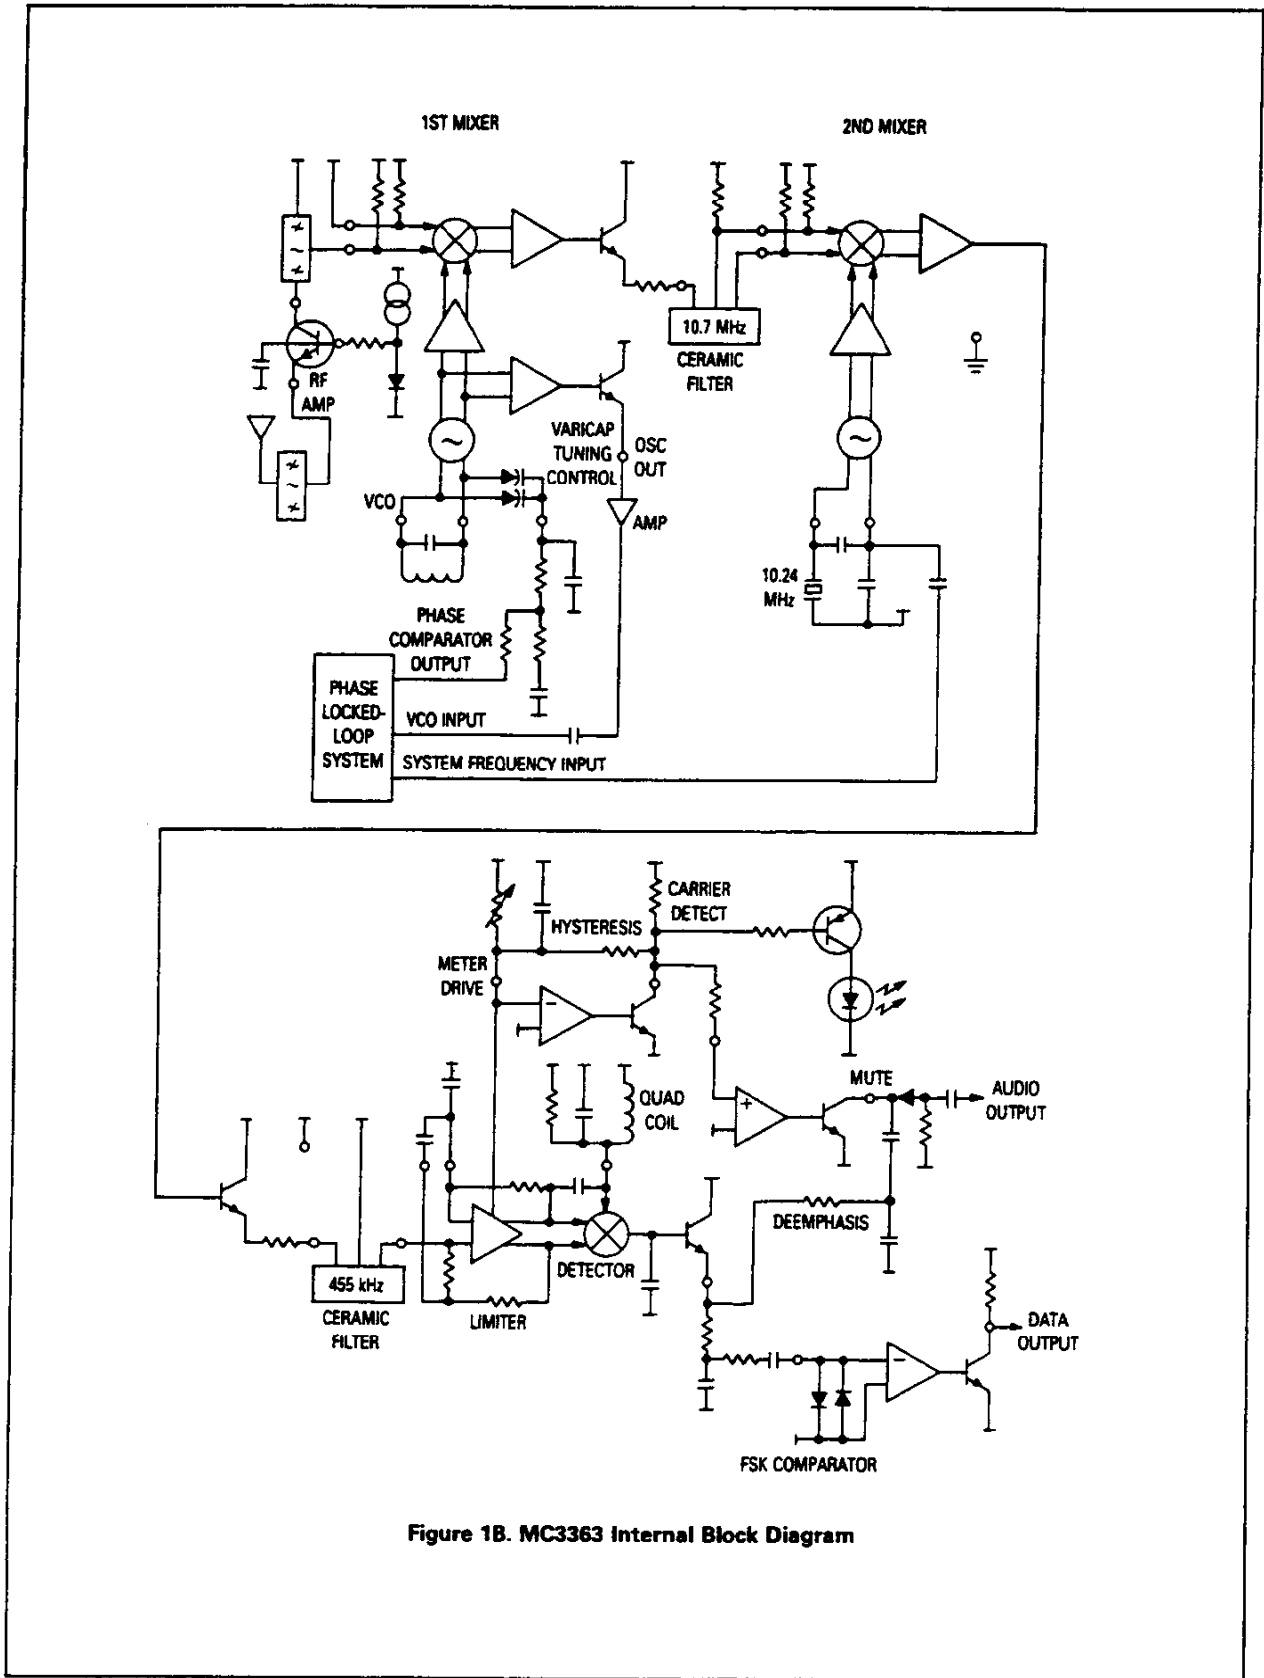 1ST MIXER
2ND MIXER
10.7 MHz
CERAMIC
FILTER
RF
AMP
VARICAP
TUNING
CONTROL
OSC
OUT
VCO
AMP
10.24
MHz
PHASE
COMPARATOR
OUTPUT
PHASE
LOCKED-
LOOP
SYSTEM
VCO INPUT
SYSTEM FREQUENCY INPUT
CARRIER
DETECT
HYSTERESIS
METER
DRIVE
-
QUAD
COIL
MUTE
AUDIO
OUTPUT
+
DEEMPHASIS
DETECTOR
455 kHz
CERAMIC
FILTER
LIMITER
DATA
OUTPUT
-
FSK COMPARATOR
Figure 1B. MC3363 Internal Block Diagram